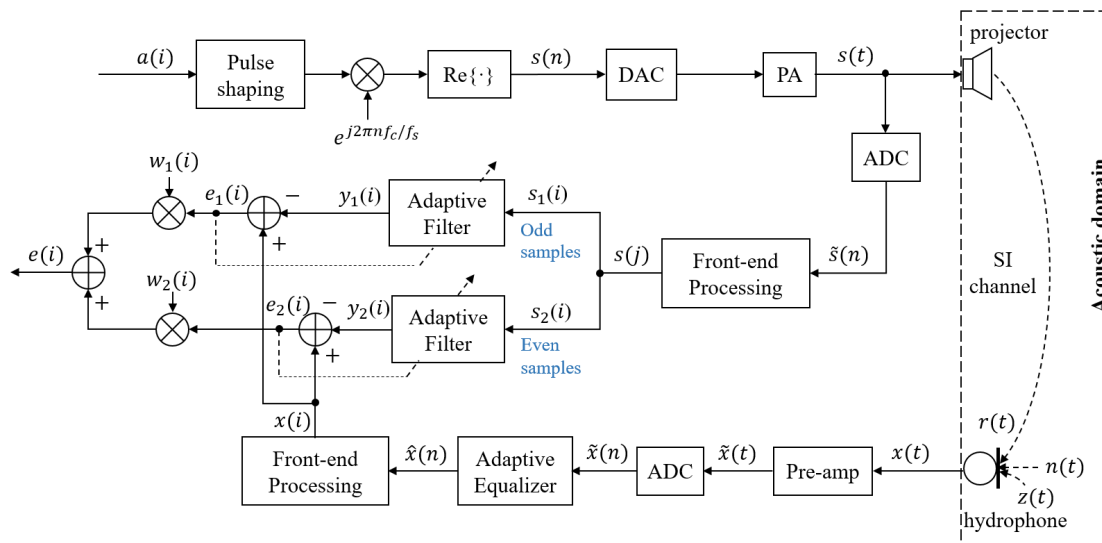 projector
a(i)
Pulse
shaping
Re{·}
s(n)
DAC
PA
s(t)
e^{j2πnf_c/f_s}
ADC
w_1(i)
e_1(i)
−
y_1(i)
Adaptive
Filter
s_1(i)
+
Odd
samples
s(j)
Front-end
Processing
s̃(n)
SI
channel
Acoustic domain
+
e(i)
+
w_2(i)
e_2(i)
−
y_2(i)
Adaptive
Filter
s_2(i)
+
Even
samples
x(i)
r(t)
Front-end
Processing
x̂(n)
Adaptive
Equalizer
x̃(n)
ADC
x̃(t)
Pre-amp
x(t)
n(t)
z(t)
hydrophone